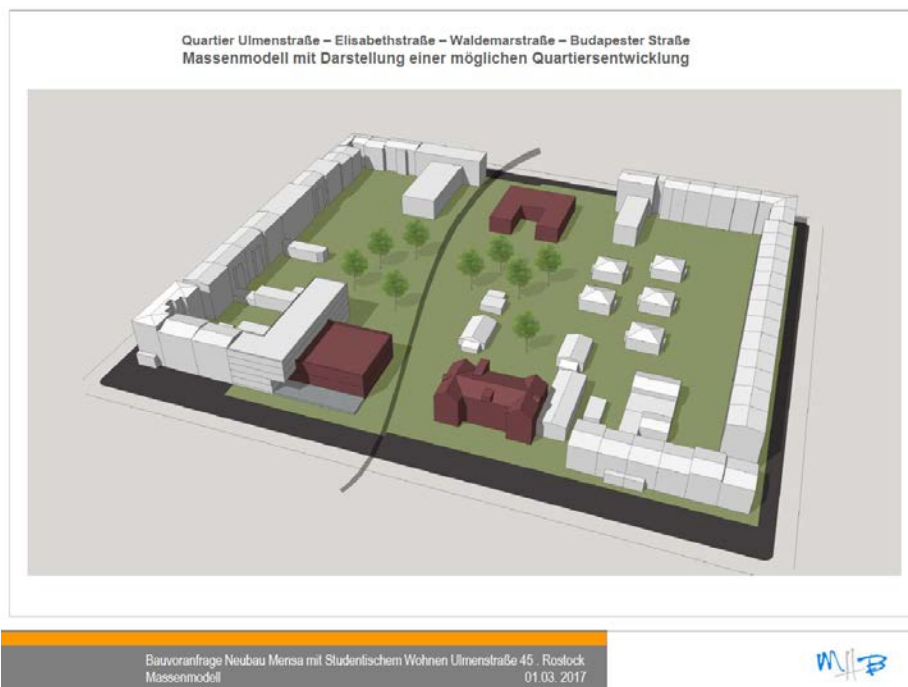 Quartier Ulmenstraße – Elisabethstraße – Waldemarstraße – Budapester Straße
Massenmodell mit Darstellung einer möglichen Quartiersentwicklung
Bauvoranfrage Neubau Mensa mit Studentischem Wohnen Ulmenstraße 45 . Rostock
Massenmodell 01.03. 2017
MHB